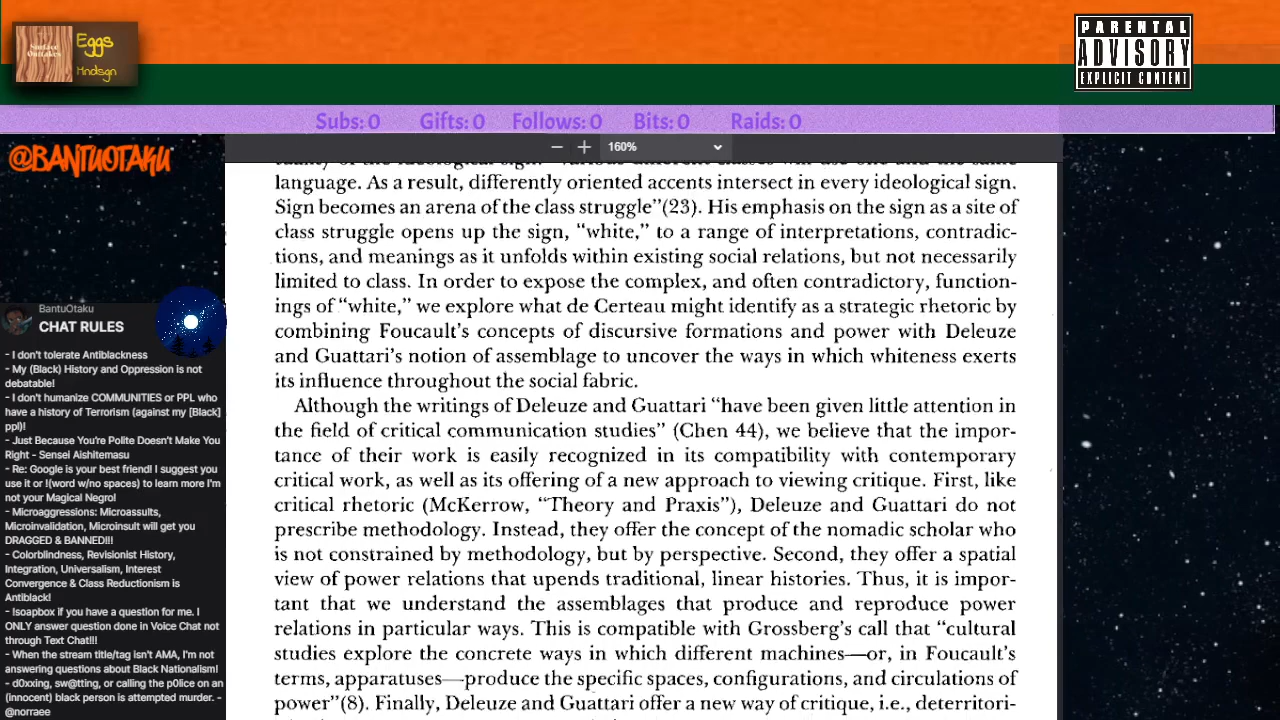 Sunface
Outtakes
Eggs
Mndsgn
PARENTAL
ADVISORY
EXPLICIT CONTENT
Subs: 0 Gifts: 0 Follows: 0 Bits: 0 Raids: 0
@BANTUOTAKU
160%
language. As a result, differently oriented accents intersect in every ideological sign.
Sign becomes an arena of the class struggle"(23). His emphasis on the sign as a site of
class struggle opens up the sign, "white," to a range of interpretations, contradic-
tions, and meanings as it unfolds within existing social relations, but not necessarily
limited to class. In order to expose the complex, and often contradictory, function-
ings of "white," we explore what de Certeau might identify as a strategic rhetoric by
combining Foucault's concepts of discursive formations and power with Deleuze
and Guattari's notion of assemblage to uncover the ways in which whiteness exerts
its influence throughout the social fabric.
Although the writings of Deleuze and Guattari "have been given little attention in
the field of critical communication studies" (Chen 44), we believe that the impor-
tance of their work is easily recognized in its compatibility with contemporary
critical work, as well as its offering of a new approach to viewing critique. First, like
critical rhetoric (McKerrow, "Theory and Praxis"), Deleuze and Guattari do not
prescribe methodology. Instead, they offer the concept of the nomadic scholar who
is not constrained by methodology, but by perspective. Second, they offer a spatial
view of power relations that upends traditional, linear histories. Thus, it is impor-
tant that we understand the assemblages that produce and reproduce power
relations in particular ways. This is compatible with Grossberg's call that "cultural
studies explore the concrete ways in which different machines—or, in Foucault's
terms, apparatuses—produce the specific spaces, configurations, and circulations of
power"(8). Finally, Deleuze and Guattari offer a new way of critique, i.e., deterritori-
BantuOtaku
CHAT RULES
- I don't tolerate Antiblackness
- My (Black) History and Oppression is not
debatable!
- I don't humanize COMMUNITIES or PPL who
have a history of Terrorism (against my [Black]
ppl)!
- Just Because You're Polite Doesn't Make You
Right - Sensei Aishitemasu
- Re: Google is your best friend! I suggest you
use it or !(word w/no spaces) to learn more I'm
not your Magical Negro!
- Microaggressions: Microassults,
Microinvalidation, Microinsult will get you
DRAGGED & BANNED!!!
- Colorblindness, Revisionist History,
Integration, Universalism, Interest
Convergence & Class Reductionism is
Antiblack!
- !soapbox if you have a question for me. I
ONLY answer question done in Voice Chat not
through Text Chat!!!
- When the stream title/tag isn't AMA, I'm not
answering questions about Black Nationalism!
- d0xxing, sw@tting, or calling the p0lice on an
(innocent) black person is attempted murder. -
@norraee